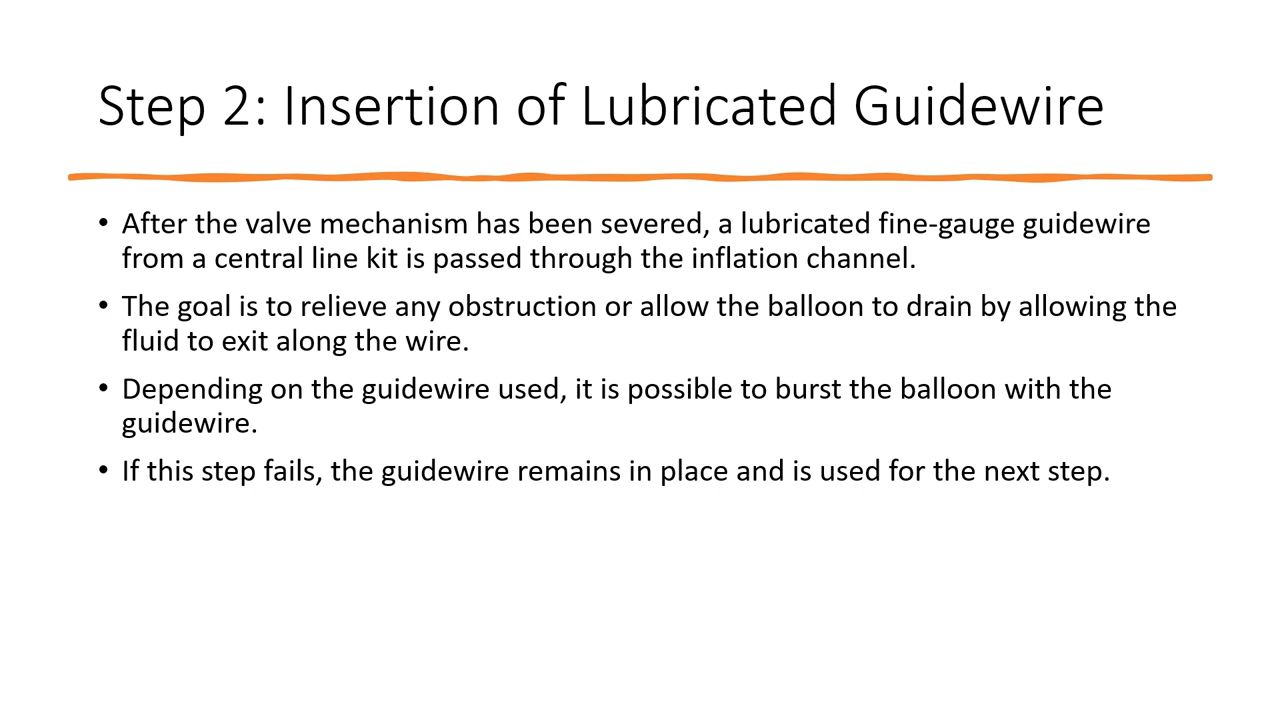 Step 2: Insertion of Lubricated Guidewire
• After the valve mechanism has been severed, a lubricated fine-gauge guidewire
from a central line kit is passed through the inflation channel.
• The goal is to relieve any obstruction or allow the balloon to drain by allowing the
fluid to exit along the wire.
• Depending on the guidewire used, it is possible to burst the balloon with the
guidewire.
• If this step fails, the guidewire remains in place and is used for the next step.